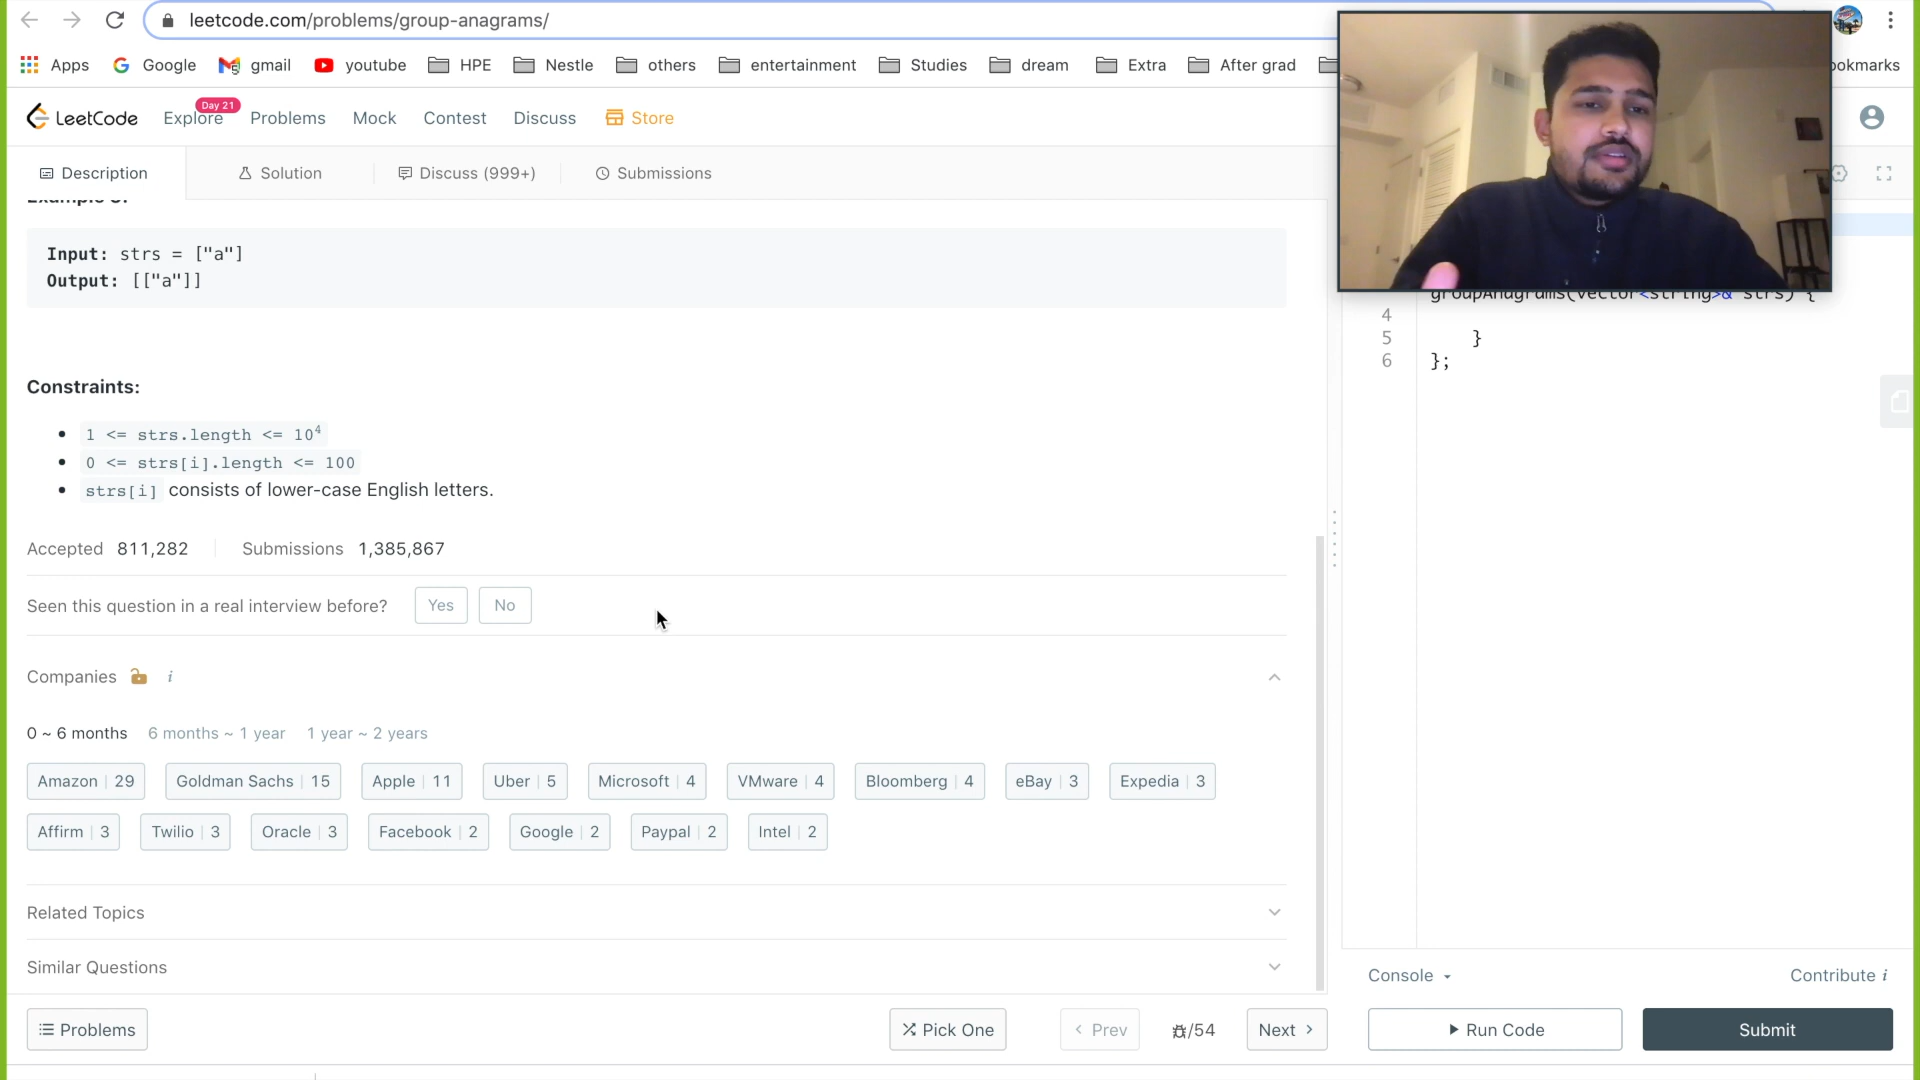 leetcode.com/problems/group-anagrams/
Apps Google gmail youtube HPE Nestle others entertainment Studies dream Extra After grad ookmarks
LeetCode Explore Day 21 Problems Mock Contest Discuss Store
Description Solution Discuss (999+) Submissions
Input: strs = ["a"]
Output: [["a"]]
Constraints:
1 <= strs.length <= 10⁴
0 <= strs[i].length <= 100
strs[i] consists of lower-case English letters.
Accepted 811,282 Submissions 1,385,867
Seen this question in a real interview before? Yes No
Companies i
0 ~ 6 months 6 months ~ 1 year 1 year ~ 2 years
Amazon | 29 Goldman Sachs | 15 Apple | 11 Uber | 5 Microsoft | 4 VMware | 4 Bloomberg | 4 eBay | 3 Expedia | 3
Affirm | 3 Twilio | 3 Oracle | 3 Facebook | 2 Google | 2 Paypal | 2 Intel | 2
Related Topics
Similar Questions
Problems Pick One < Prev /54 Next >
groupAnagrams(vector<string>& strs) {
4
5 }
6 };
Console Contribute i
Run Code Submit